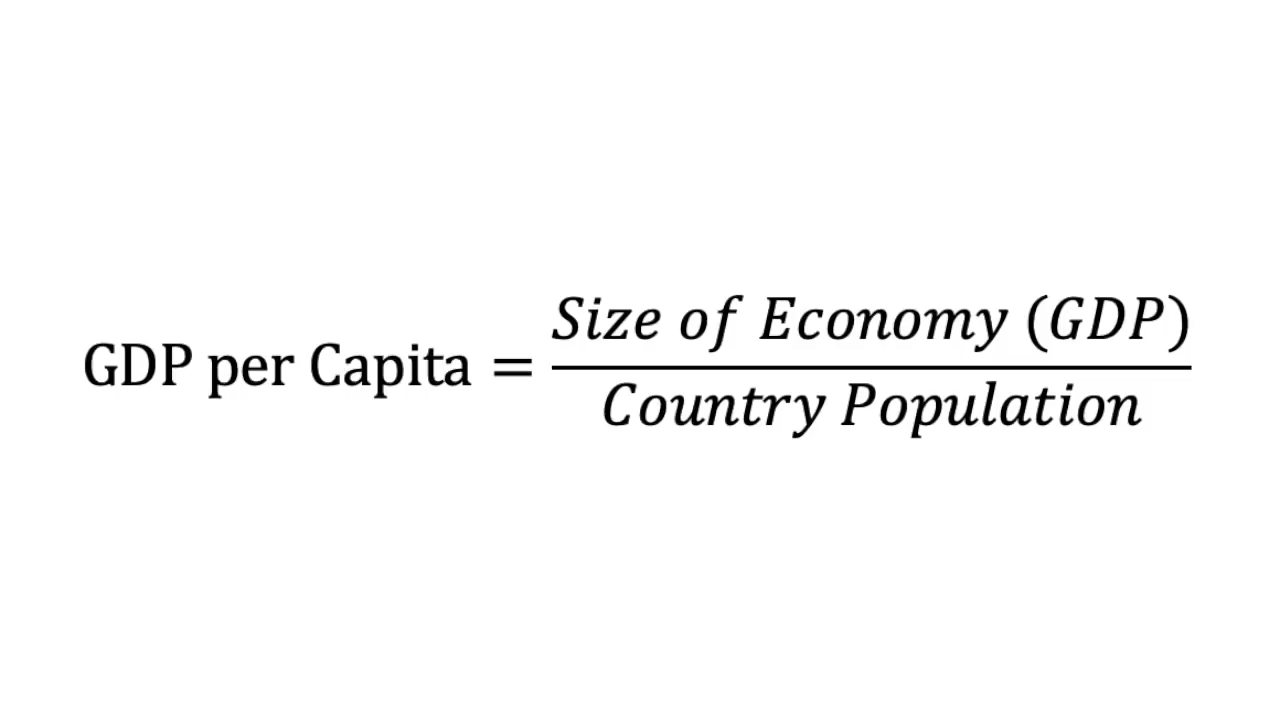 GDP per Capita = Size of Economy (GDP)
Country Population